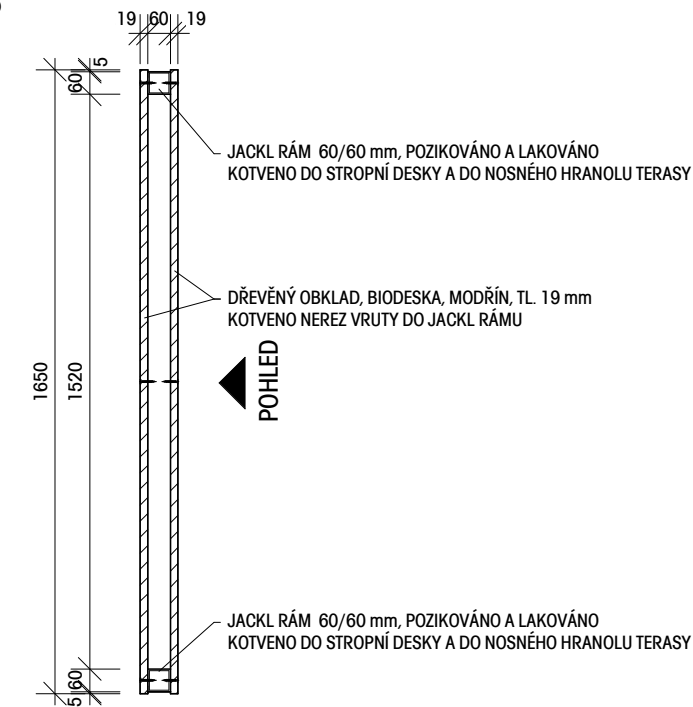 19 60 19
5
60
JACKL RÁM 60/60 mm, POZIKOVÁNO A LAKOVÁNO
KOTVENO DO STROPNÍ DESKY A DO NOSNÉHO HRANOLU TERASY
DŘEVĚNÝ OBKLAD, BIODESKA, MODŘÍN, TL. 19 mm
KOTVENO NEREZ VRUTY DO JACKL RÁMU
1650
1520
POHLED
JACKL RÁM 60/60 mm, POZIKOVÁNO A LAKOVÁNO
KOTVENO DO STROPNÍ DESKY A DO NOSNÉHO HRANOLU TERASY
60
5